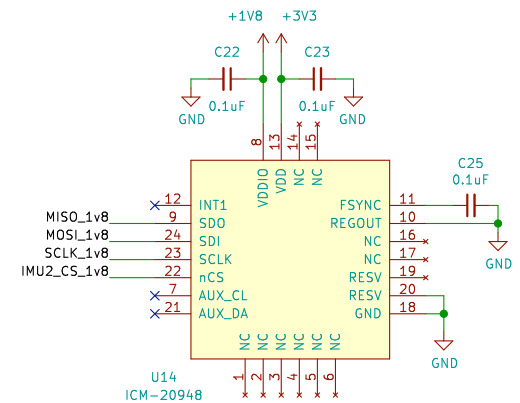 +1V8 +3V3
C22 C23
0.1uF 0.1uF
GND GND
8 13 14 15
VDDIO VDD NC NC
C25
0.1uF
12 INT1 FSYNC 11
MISO_1v8 9 SDO REGOUT 10
MOSI_1v8 24 SDI NC 16
SCLK_1v8 23 SCLK NC 17
IMU2_CS_1v8 22 nCS RESV 19
GND
7 AUX_CL RESV 20
21 AUX_DA GND 18
NC NC NC NC NC NC
GND
1 2 3 4 5 6
U14
ICM-20948